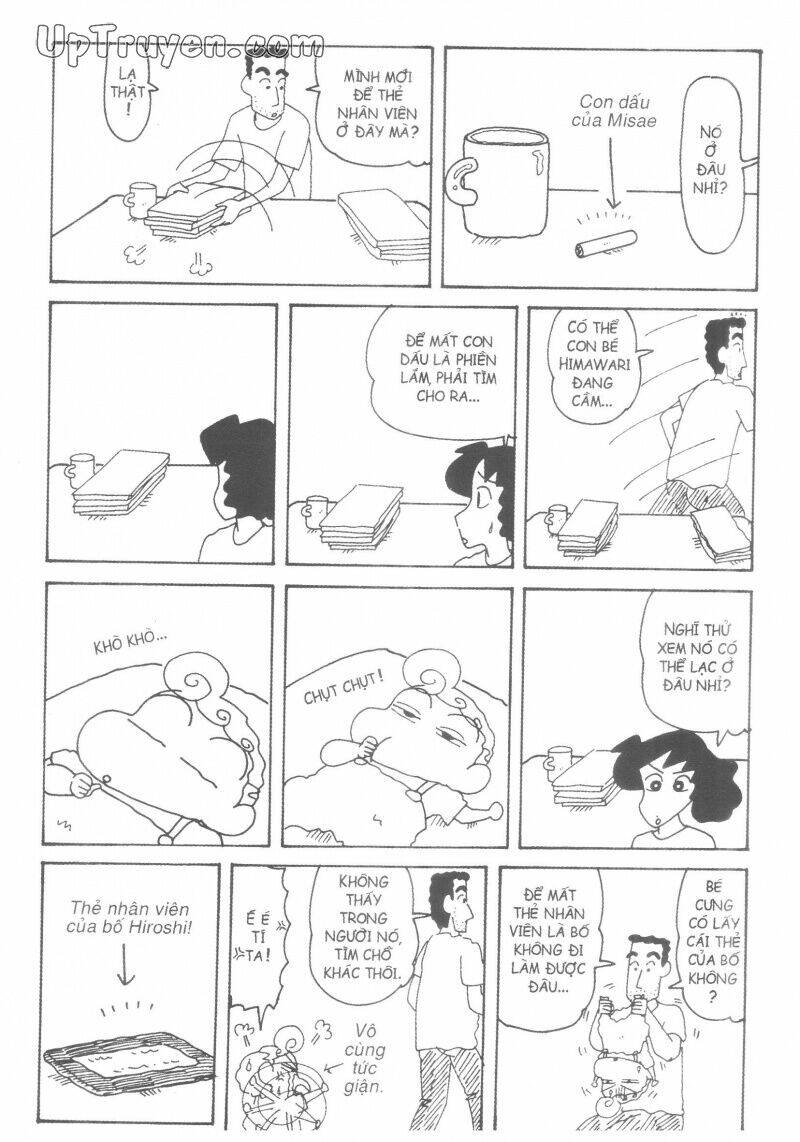 UpTruyen.com
NÓ
Ở
ĐÂU
NHỈ?
Con dấu
của Misae
MÌNH MỚI
ĐỂ THẺ
NHÂN VIÊN
Ở ĐÂY MÀ?
LẠ
THẬT
!
CÓ THỂ
CON BÉ
HIMAWARI
ĐANG
CẦM...
ĐỂ MẤT CON
DẤU LÀ PHIỀN
LẮM, PHẢI TÌM
CHO RA...
NGHĨ THỬ
XEM NÓ CÓ
THỂ LẠC Ở
ĐÂU NHỈ?
CHỤT CHỤT!
KHÒ KHÒ...
BÉ
CƯNG
CÓ LẤY
CÁI THẺ
CỦA BỐ
KHÔNG
?
ĐỂ MẤT
THẺ NHÂN
VIÊN LÀ BỐ
KHÔNG ĐI
LÀM ĐƯỢC
ĐÂU...
KHÔNG
THẤY
TRONG
NGƯỜI NÓ,
TÌM CHỖ
KHÁC THÔI.
Ế É
TÍ
TA!
Vô
cùng
tức
giận.
Thẻ nhân viên
của bố Hiroshi!